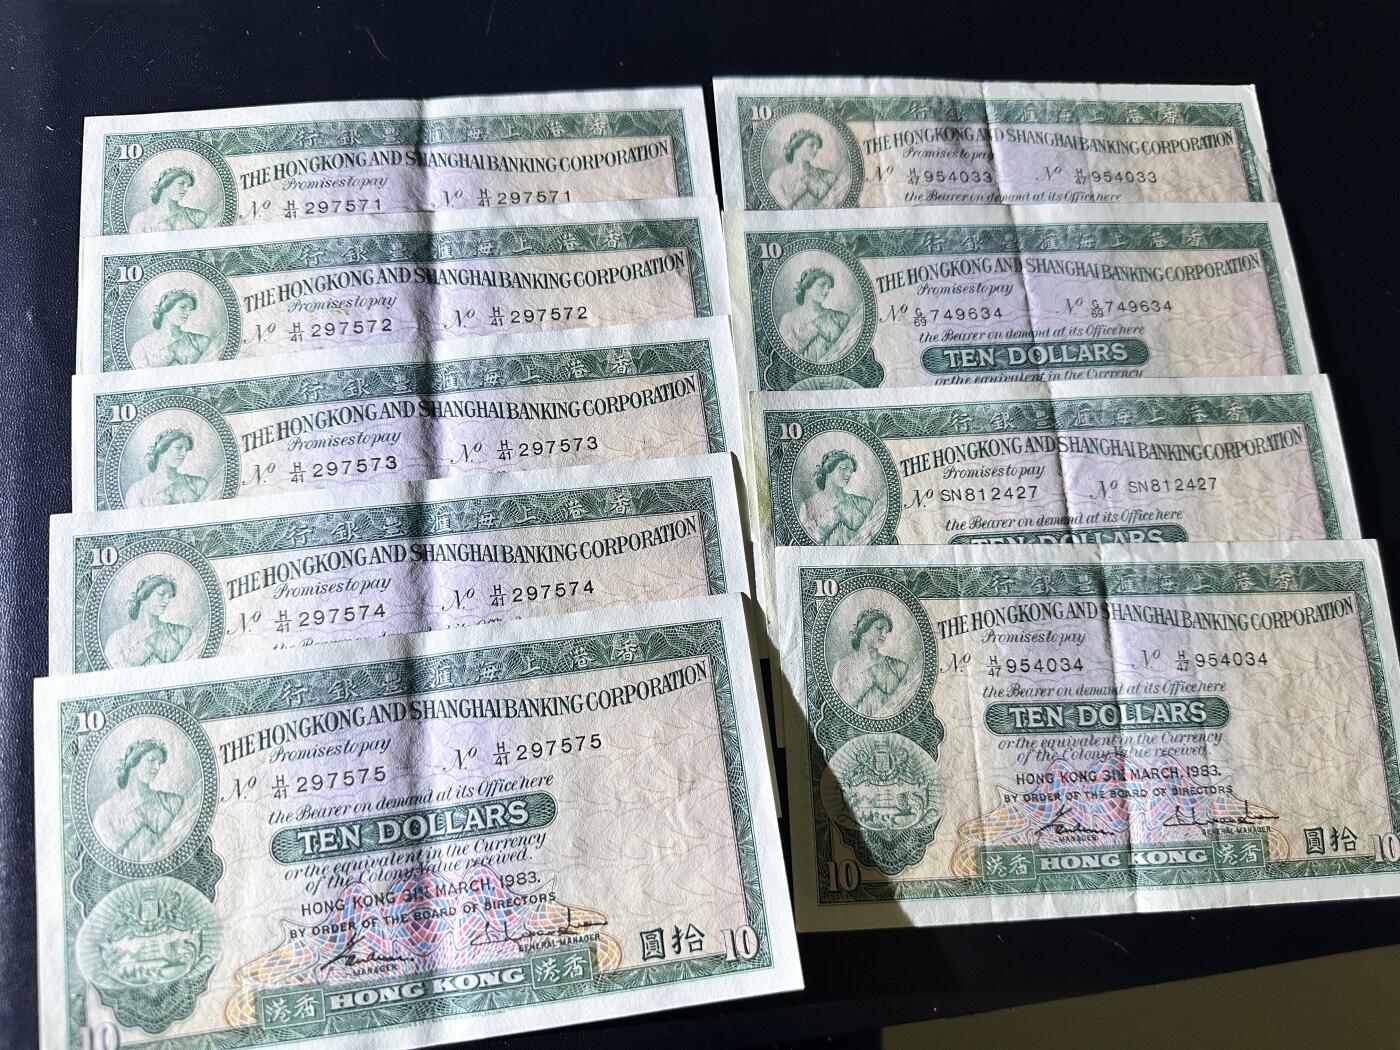 10
行銀豐滙海上港香
THE HONGKONG AND SHANGHAI BANKING CORPORATION
Promises to pay
Nº H/41 297571 Nº H/41 297571
10
行銀豐滙海上港香
THE HONGKONG AND SHANGHAI BANKING CORPORATION
Promises to pay
Nº H/41 297572 Nº H/41 297572
10
行銀豐滙海上港香
THE HONGKONG AND SHANGHAI BANKING CORPORATION
Promises to pay
Nº H/41 297573 Nº H/41 297573
10
行銀豐滙海上港香
THE HONGKONG AND SHANGHAI BANKING CORPORATION
Promises to pay
Nº H/41 297574 Nº H/41 297574
10
行銀豐滙海上港香
THE HONGKONG AND SHANGHAI BANKING CORPORATION
Promises to pay
Nº H/41 297575 Nº H/41 297575
the Bearer on demand at its Office here
TEN DOLLARS
or the equivalent in the Currency
of the Colony Value received.
HONG KONG 31st MARCH, 1983.
BY ORDER OF THE BOARD OF DIRECTORS
MANAGER GENERAL MANAGER
圓拾 10
港香 HONG KONG 港香
10
10
行銀豐滙海上港香
THE HONGKONG AND SHANGHAI BANKING CORPORATION
Promises to pay
Nº H/47 954033 Nº H/47 954033
the Bearer on demand at its Office here
10
行銀豐滙海上港香
THE HONGKONG AND SHANGHAI BANKING CORPORATION
Promises to pay
Nº G/69 749634 Nº G/69 749634
the Bearer on demand at its Office here
TEN DOLLARS
or the equivalent in the Currency
10
行銀豐滙海上港香
THE HONGKONG AND SHANGHAI BANKING CORPORATION
Promises to pay
Nº SN812427 Nº SN812427
the Bearer on demand at its Office here
TEN DOLLARS
10
行銀豐滙海上港香
THE HONGKONG AND SHANGHAI BANKING CORPORATION
Promises to pay
Nº H/47 954034 Nº H/47 954034
the Bearer on demand at its Office here
TEN DOLLARS
or the equivalent in the Currency
of the Colony Value received.
HONG KONG 31st MARCH, 1983.
BY ORDER OF THE BOARD OF DIRECTORS
GENERAL MANAGER
圓拾 10
10 港香 HONG KONG 港香